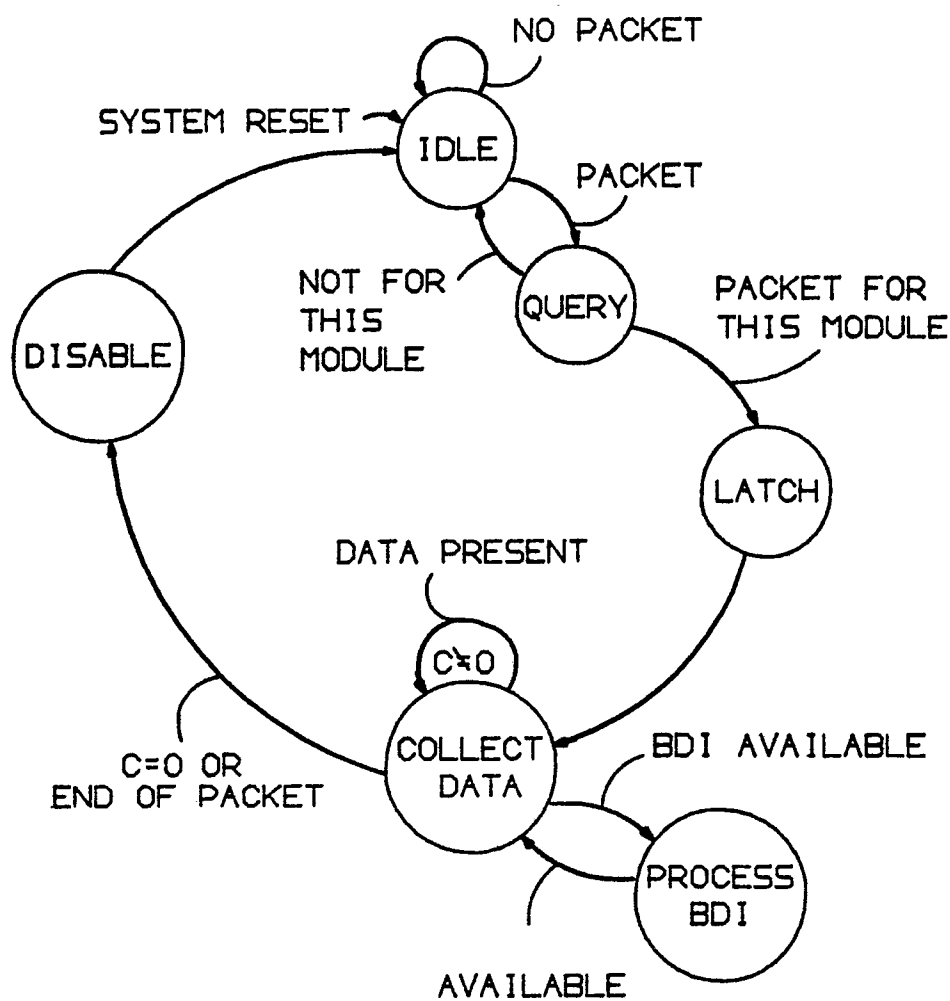 NO PACKET
SYSTEM RESET
IDLE
PACKET
NOT FOR
THIS
MODULE
QUERY
PACKET FOR
THIS MODULE
DISABLE
LATCH
DATA PRESENT
C≠0
COLLECT
DATA
BDI AVAILABLE
C=0 OR
END OF PACKET
PROCESS
BDI
AVAILABLE